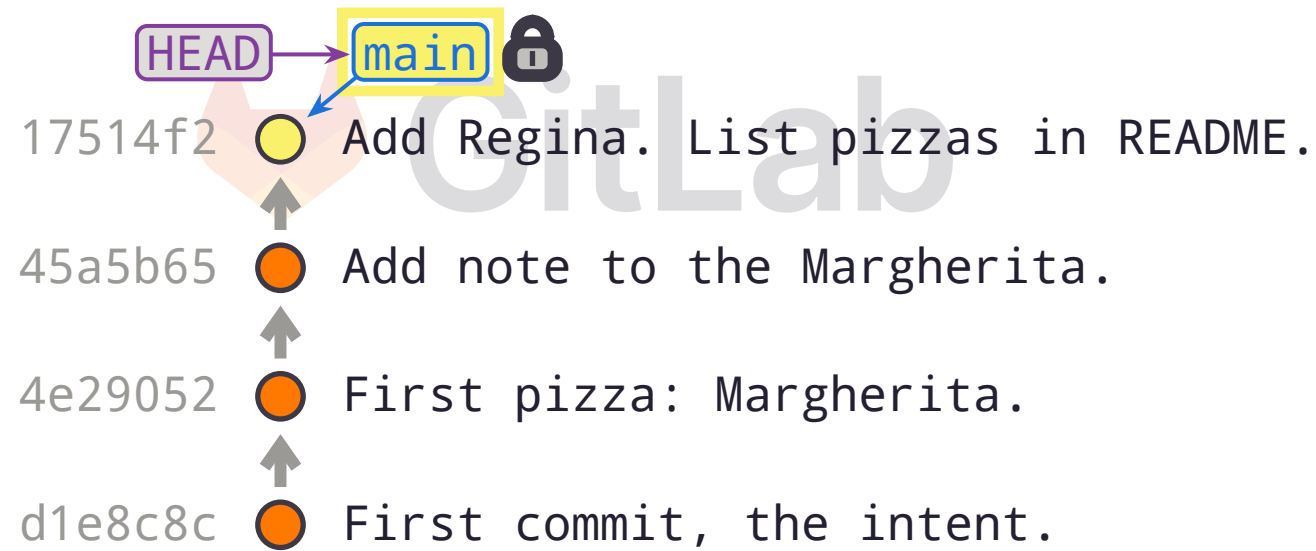 HEAD main
GitLab
17514f2 Add Regina. List pizzas in README.
45a5b65 Add note to the Margherita.
4e29052 First pizza: Margherita.
d1e8c8c First commit, the intent.